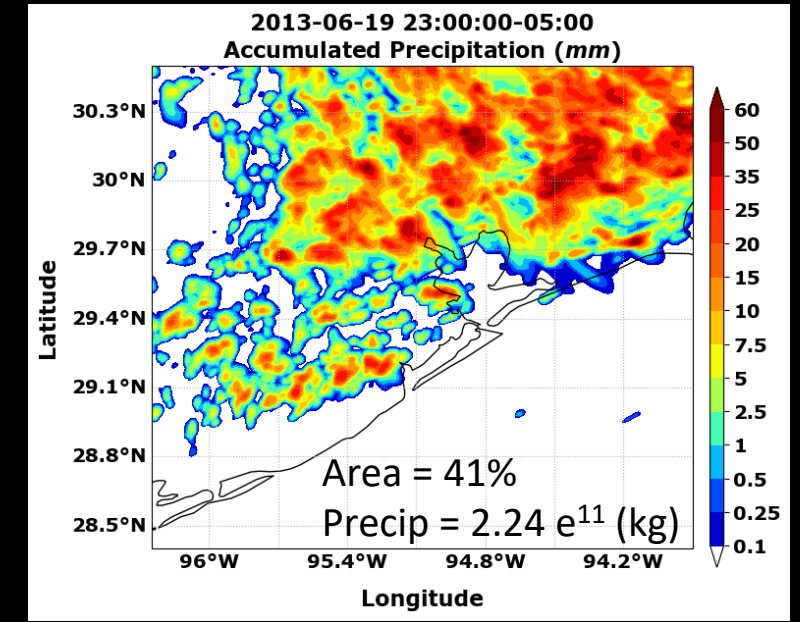 2013-06-19 23:00:00-05:00
Accumulated Precipitation (mm)
Latitude
30.3°N
30°N
29.7°N
29.4°N
29.1°N
28.8°N
28.5°N
Area = 41%
Precip = 2.24 e¹¹ (kg)
96°W 95.4°W 94.8°W 94.2°W
Longitude
60
50
35
25
20
15
10
7.5
5
2.5
1
0.5
0.25
0.1